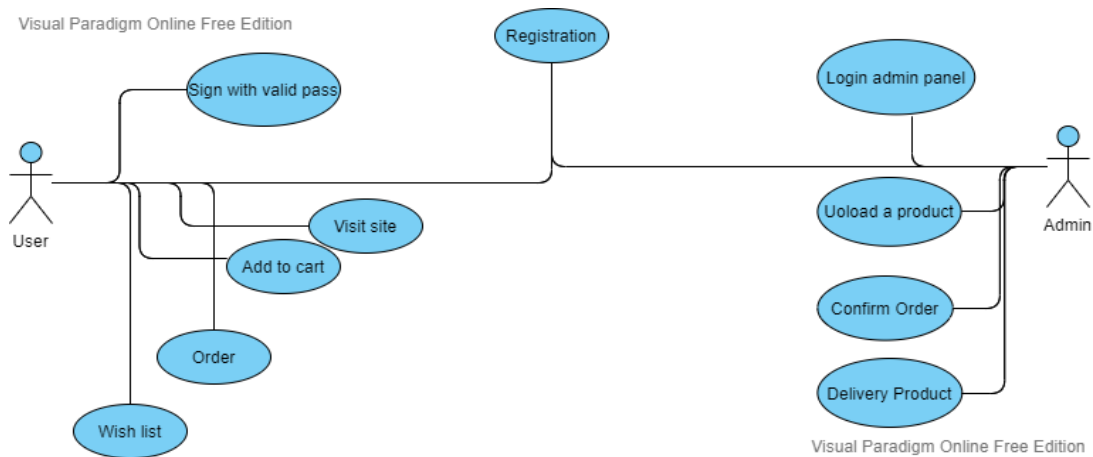 Visual Paradigm Online Free Edition
Registration
Sign with valid pass
Login admin panel
User
Visit site
Uoload a product
Admin
Add to cart
Confirm Order
Order
Delivery Product
Wish list
Visual Paradigm Online Free Edition